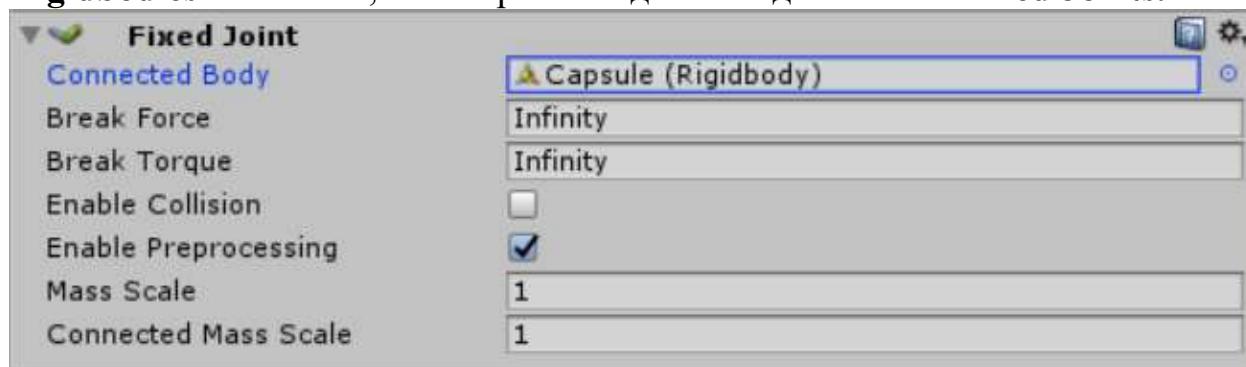 Fixed Joint
Connected Body Capsule (Rigidbody)
Break Force Infinity
Break Torque Infinity
Enable Collision
Enable Preprocessing
Mass Scale 1
Connected Mass Scale 1